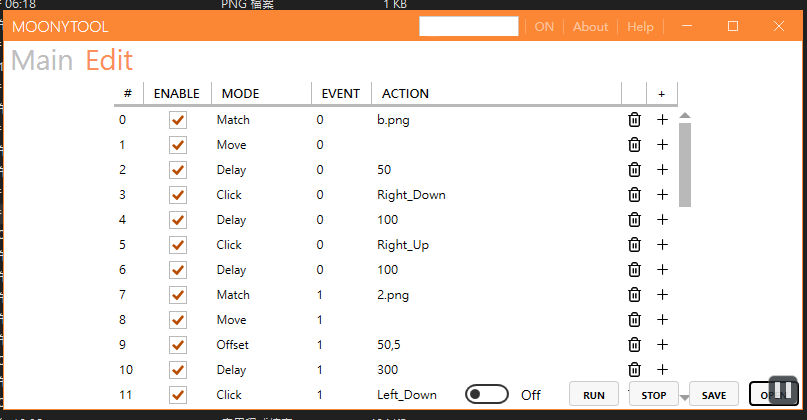 06:18 PNG 檔案 1 KB
MOONYTOOL ON About Help
Main Edit
# ENABLE MODE EVENT ACTION +
0 Match 0 b.png
1 Move 0
2 Delay 0 50
3 Click 0 Right_Down
4 Delay 0 100
5 Click 0 Right_Up
6 Delay 0 100
7 Match 1 2.png
8 Move 1
9 Offset 1 50,5
10 Delay 1 300
11 Click 1 Left_Down Off RUN STOP SAVE